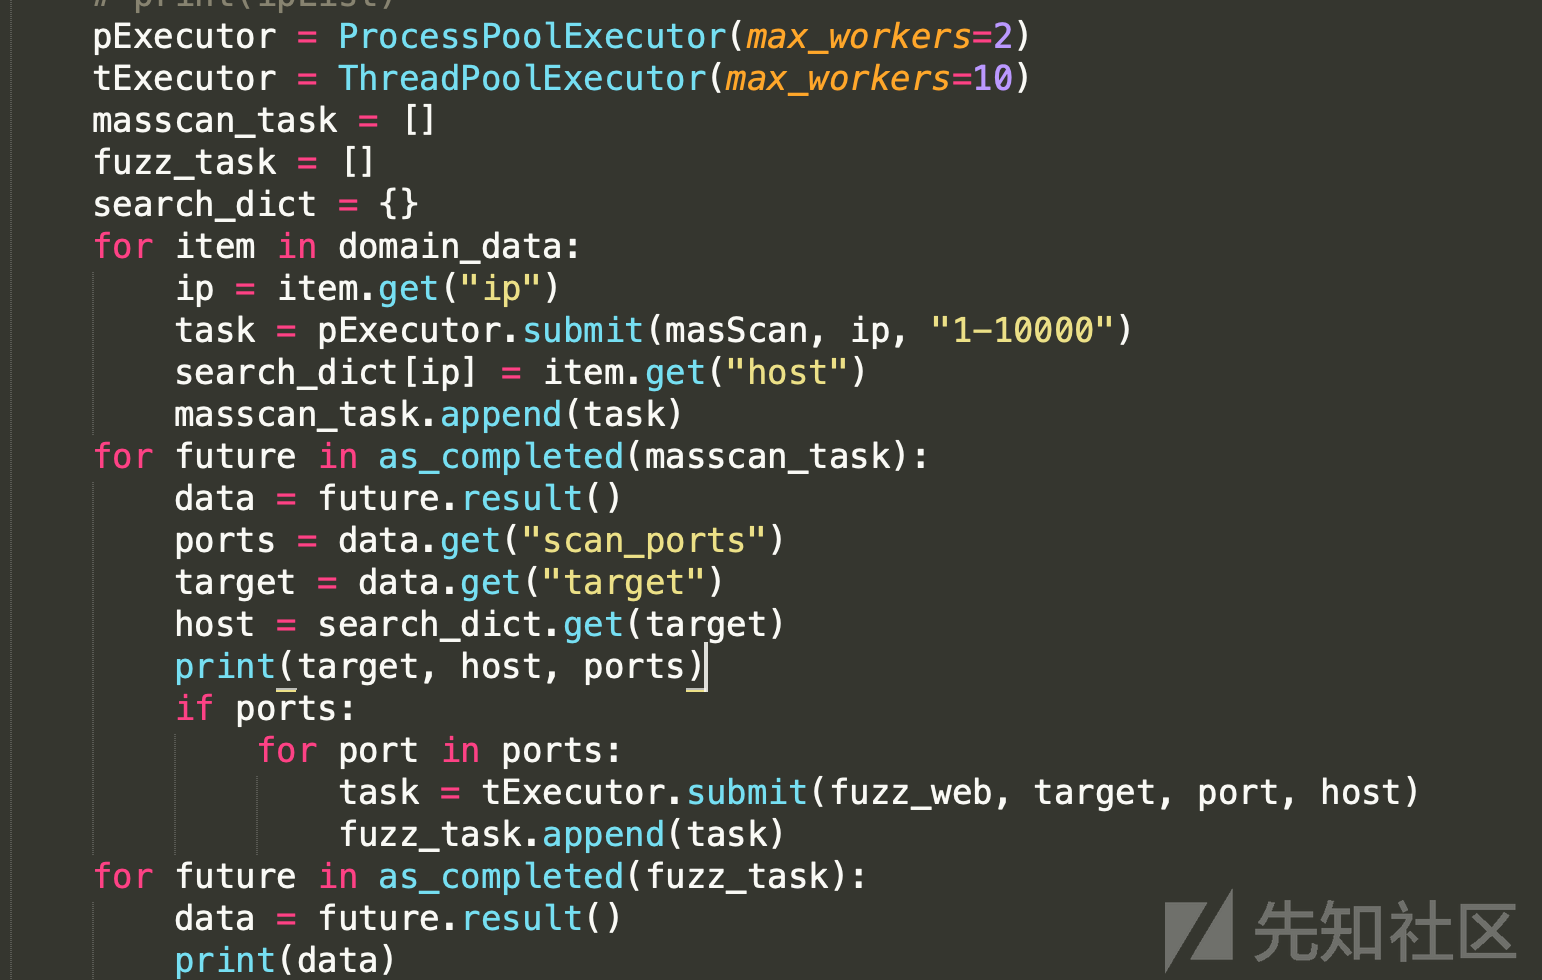 # print(ipList)
pExecutor = ProcessPoolExecutor(max_workers=2)
tExecutor = ThreadPoolExecutor(max_workers=10)
masscan_task = []
fuzz_task = []
search_dict = {}
for item in domain_data:
    ip = item.get("ip")
    task = pExecutor.submit(masScan, ip, "1-10000")
    search_dict[ip] = item.get("host")
    masscan_task.append(task)
for future in as_completed(masscan_task):
    data = future.result()
    ports = data.get("scan_ports")
    target = data.get("target")
    host = search_dict.get(target)
    print(target, host, ports)
    if ports:
        for port in ports:
            task = tExecutor.submit(fuzz_web, target, port, host)
            fuzz_task.append(task)
for future in as_completed(fuzz_task):
    data = future.result()
    print(data)
先知社区